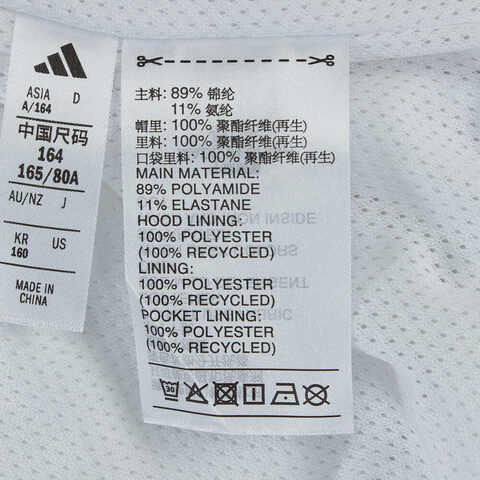 ASIA D
A/164
中国尺码
164
165/80A
AU/NZ J
KR US
160
MADE IN
CHINA
主料: 89% 锦纶
11% 氨纶
帽里: 100% 聚酯纤维(再生)
里料: 100% 聚酯纤维(再生)
口袋里料: 100% 聚酯纤维(再生)
MAIN MATERIAL:
89% POLYAMIDE
11% ELASTANE
HOOD LINING:
100% POLYESTER
(100% RECYCLED)
LINING:
100% POLYESTER
(100% RECYCLED)
POCKET LINING:
100% POLYESTER
(100% RECYCLED)
30